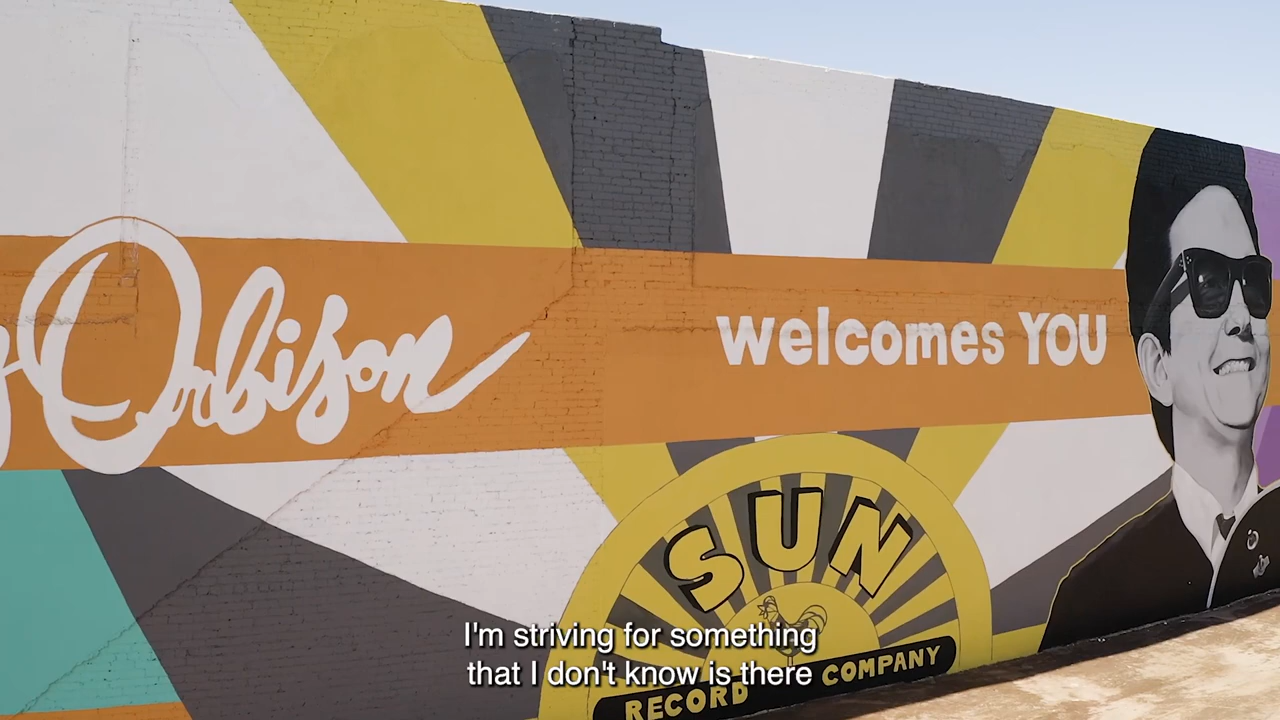 Orbison
welcomes YOU
SUN
RECORD COMPANY
I'm striving for something
that I don't know is there